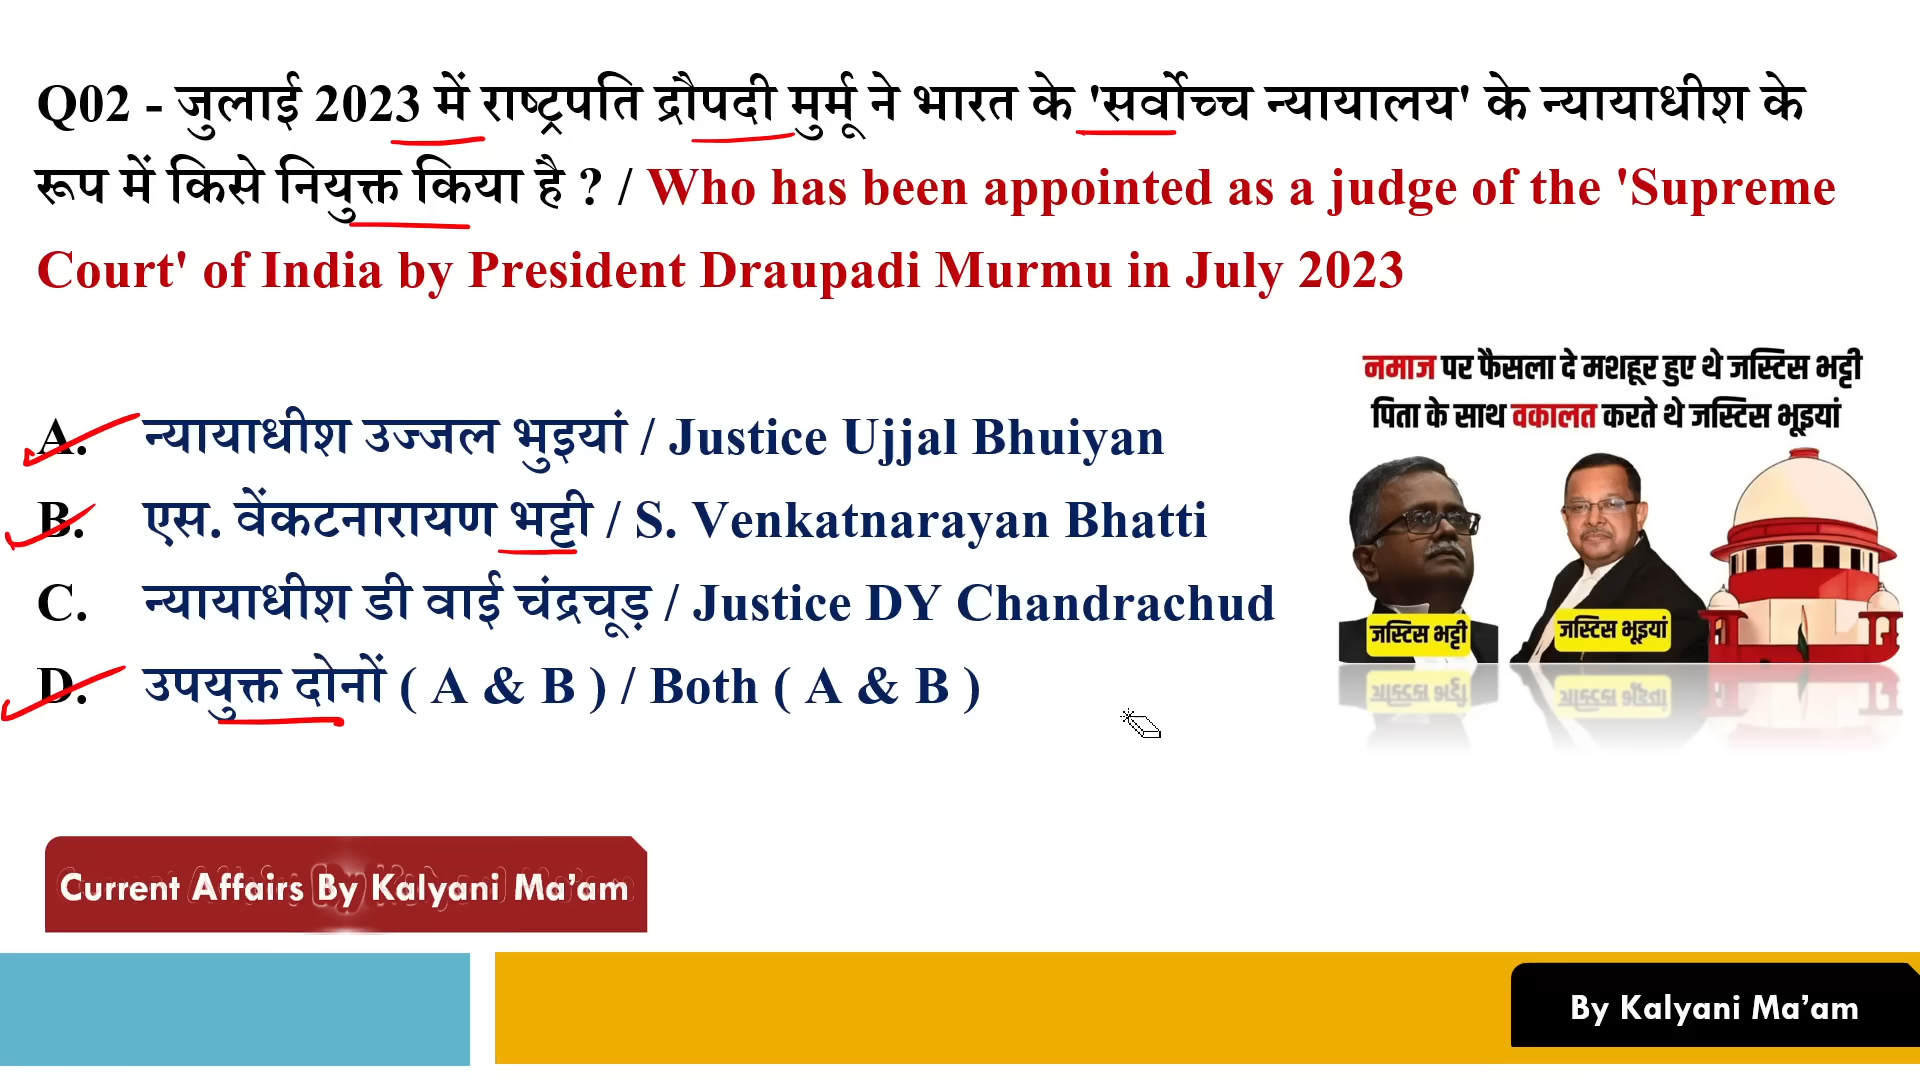 Q02 - जुलाई 2023 में राष्ट्रपति द्रौपदी मुर्मू ने भारत के 'सर्वोच्च न्यायालय' के न्यायाधीश के
रूप में किसे नियुक्त किया है ? / Who has been appointed as a judge of the 'Supreme
Court' of India by President Draupadi Murmu in July 2023
नमाज पर फैसला दे मशहूर हुए थे जस्टिस भट्टी
पिता के साथ वकालत करते थे जस्टिस भूइयां
A. न्यायाधीश उज्जल भुइयां / Justice Ujjal Bhuiyan
B. एस. वेंकटनारायण भट्टी / S. Venkatnarayan Bhatti
C. न्यायाधीश डी वाई चंद्रचूड़ / Justice DY Chandrachud
D. उपयुक्त दोनों ( A & B ) / Both ( A & B )
जस्टिस भट्टी
जस्टिस भूइयां
Current Affairs By Kalyani Ma'am
By Kalyani Ma'am